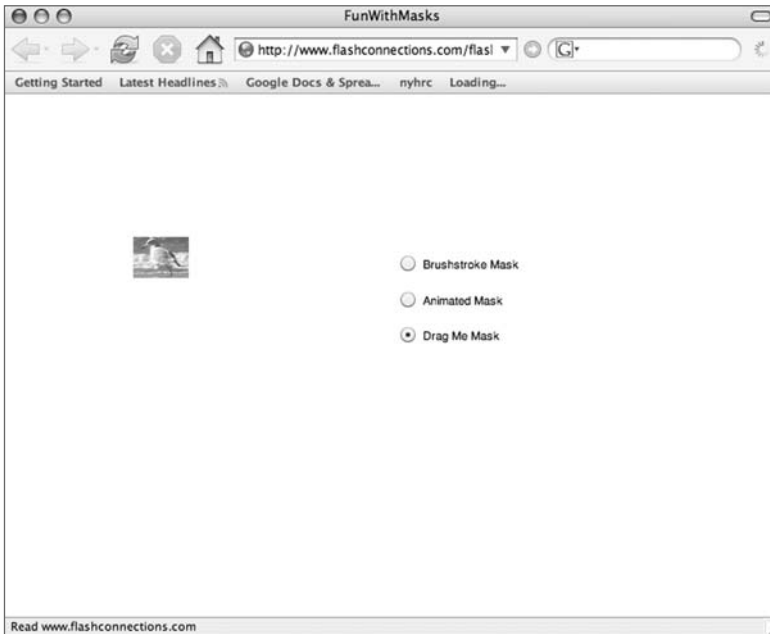 FunWithMasks
http://www.flashconnections.com/flasl
G
Getting Started Latest Headlines Google Docs & Sprea... nyhrc Loading...
Brushstroke Mask
Animated Mask
Drag Me Mask
Read www.flashconnections.com